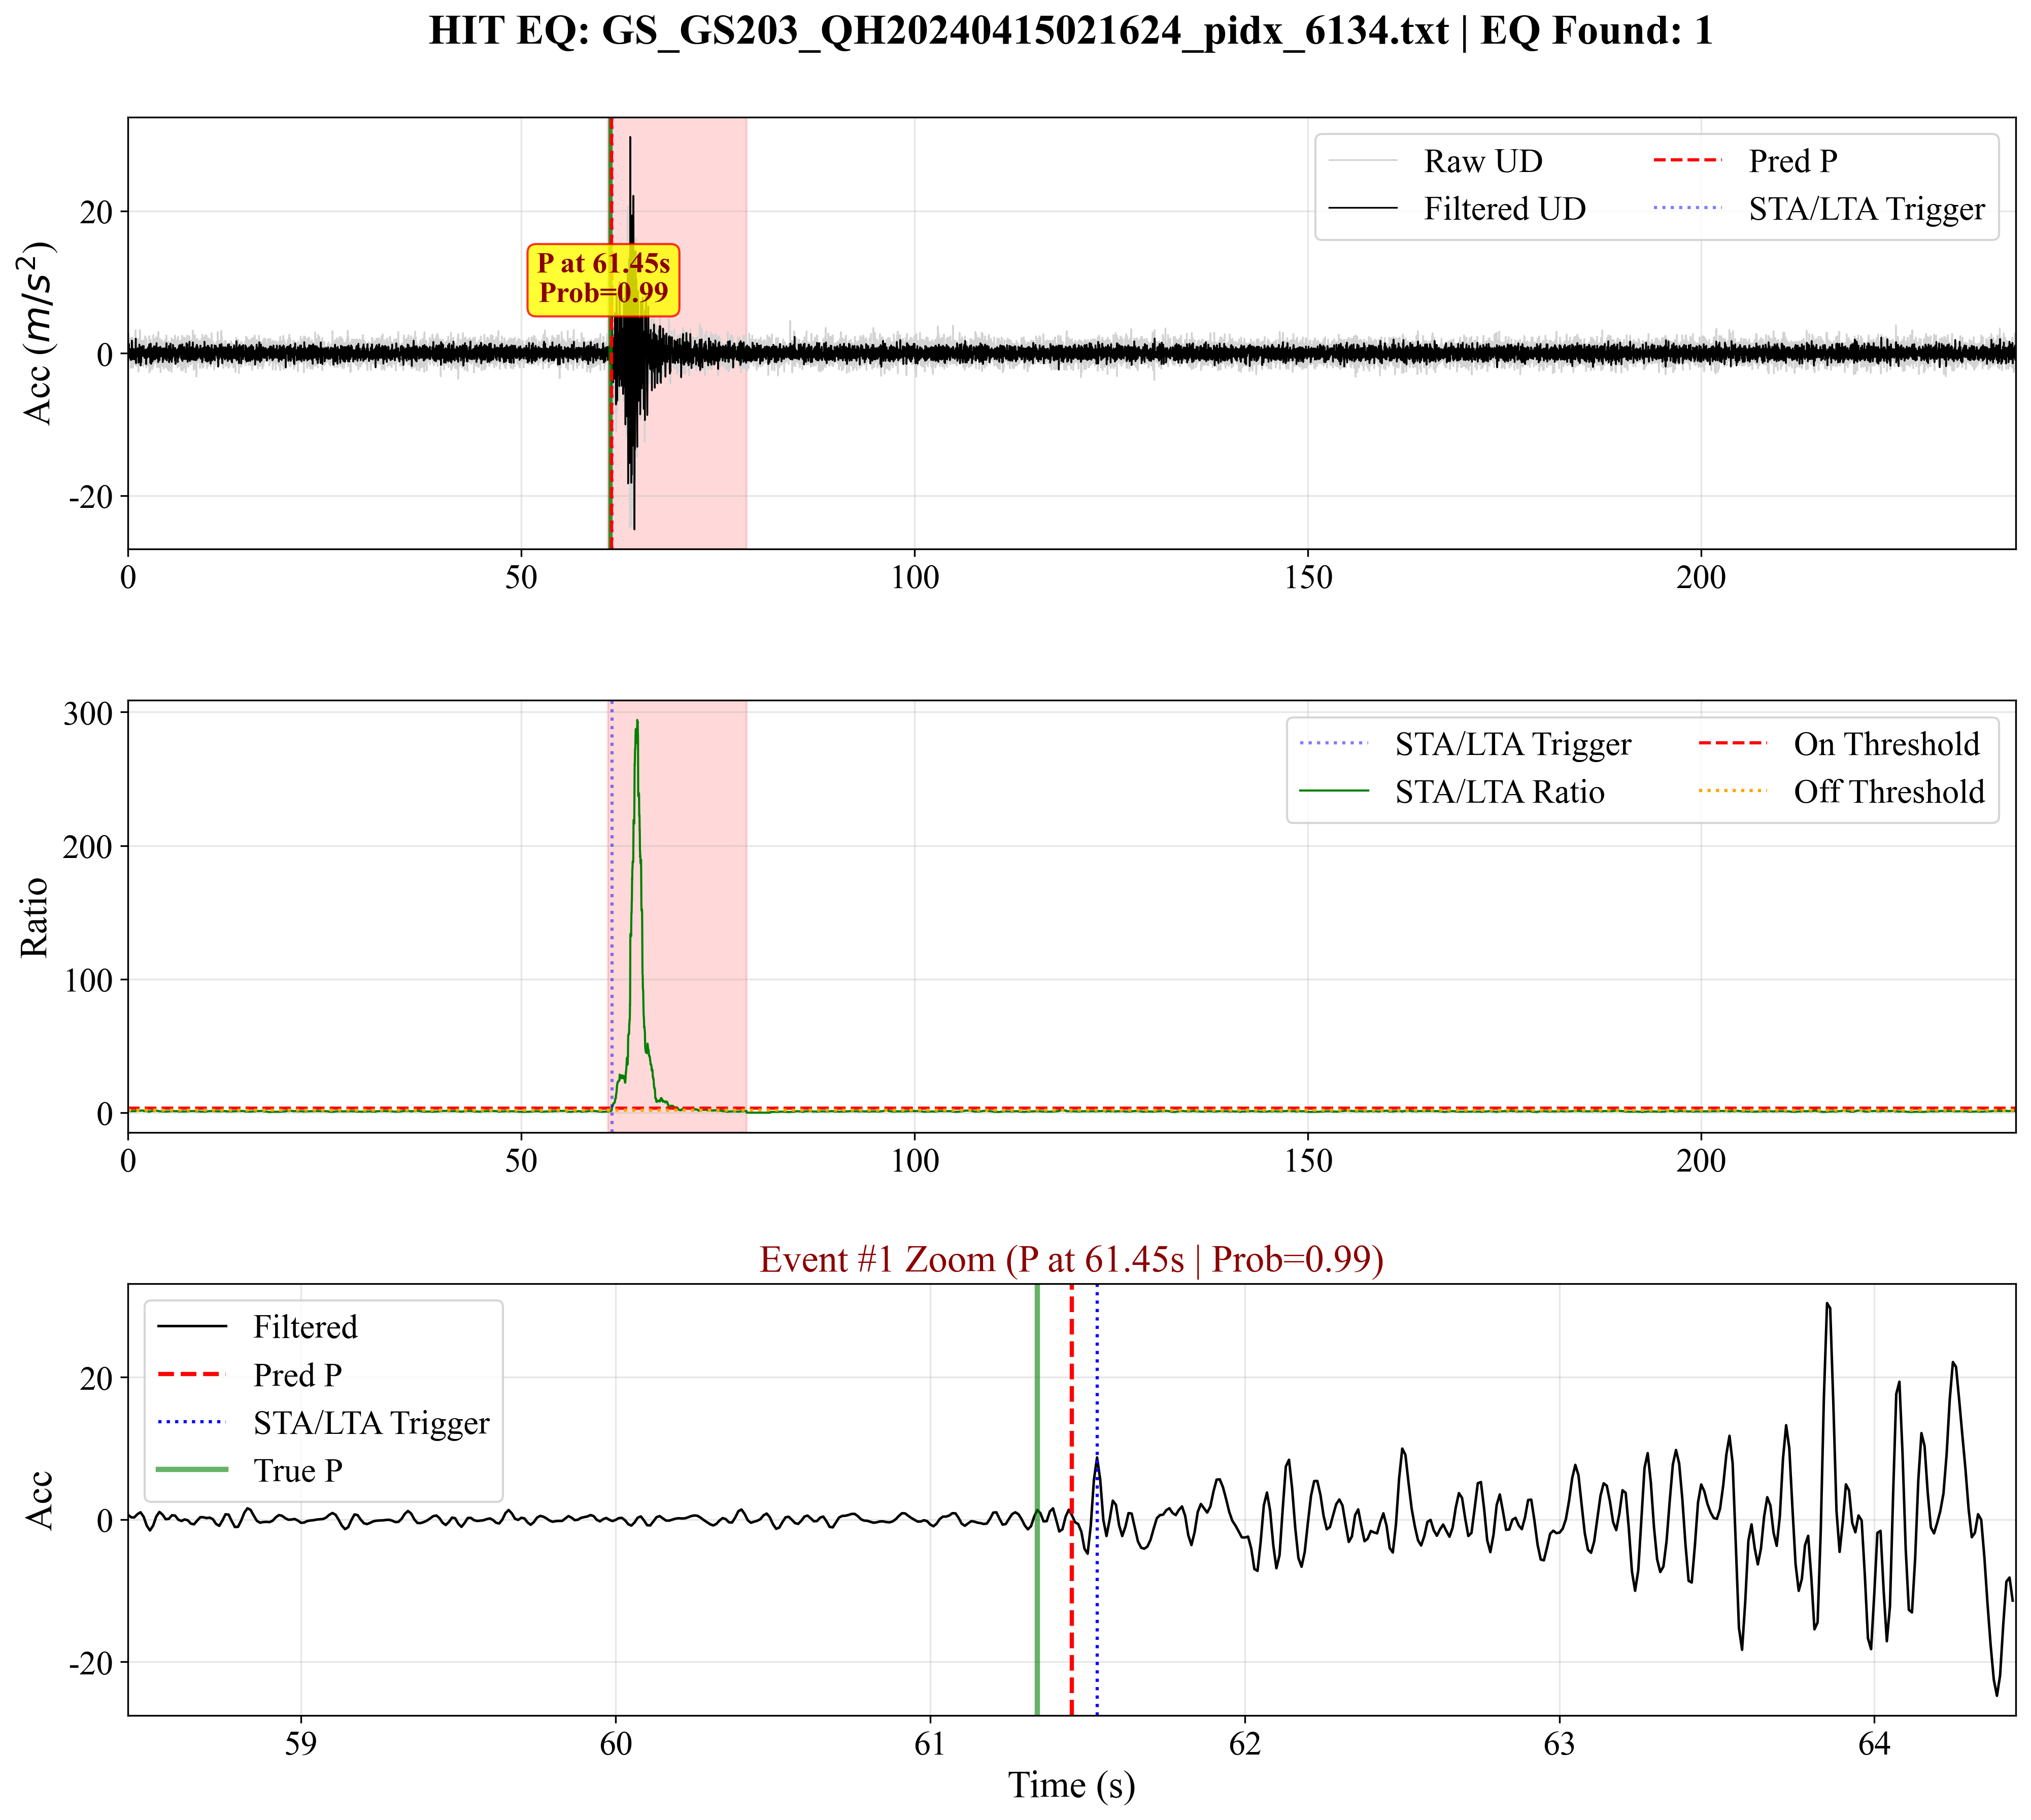 HIT EQ: GS_GS203_QH20240415021624_pidx_6134.txt | EQ Found: 1
Acc (m/s²)
20
0
-20
Raw UD
Filtered UD
Pred P
STA/LTA Trigger
P at 61.45s
Prob=0.99
0
50
100
150
200
Ratio
300
200
100
0
STA/LTA Trigger
STA/LTA Ratio
On Threshold
Off Threshold
0
50
100
150
200
Event #1 Zoom (P at 61.45s | Prob=0.99)
Acc
20
0
-20
Filtered
Pred P
STA/LTA Trigger
True P
59
60
61
62
63
64
Time (s)